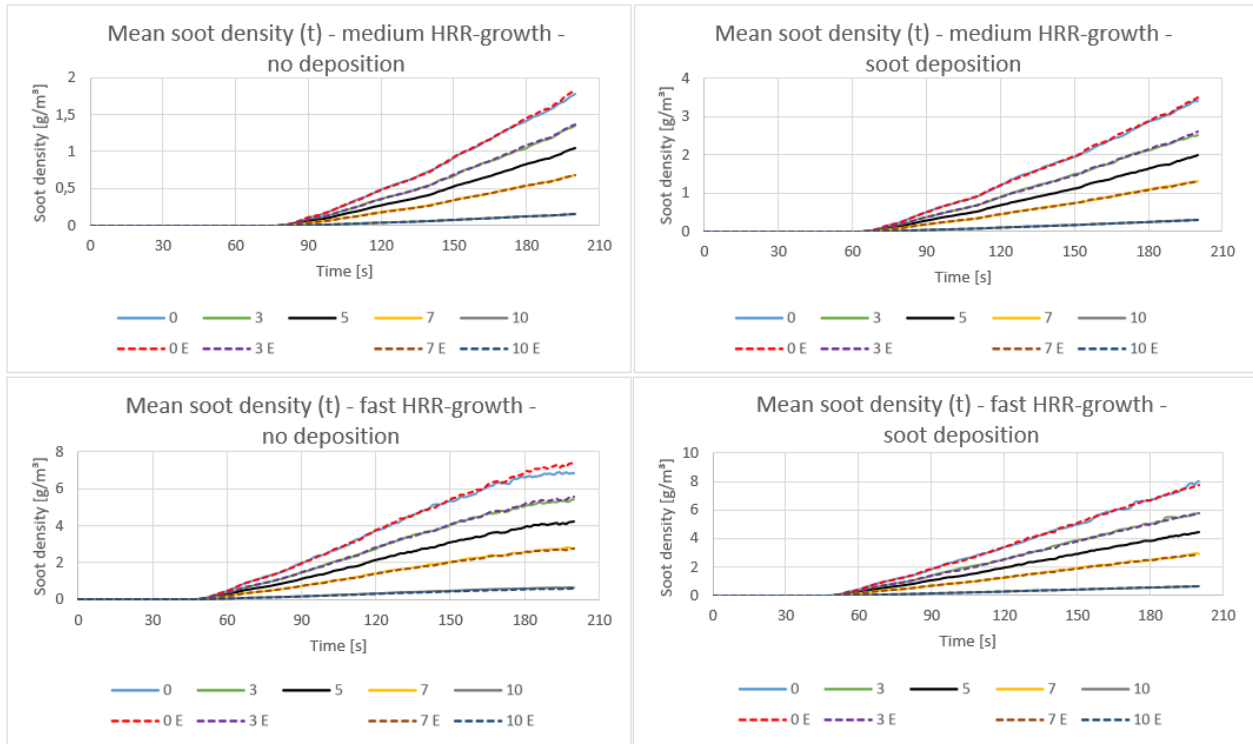 Mean soot density (t) - medium HRR-growth -
no deposition
Soot density [g/m³]
2
1,5
1
0,5
0
0 30 60 90 120 150 180 210
Time [s]
0 3 5 7 10
0 E 3 E 7 E 10 E
Mean soot density (t) - medium HRR-growth -
soot deposition
Soot density [g/m³]
4
3
2
1
0
0 30 60 90 120 150 180 210
Time [s]
0 3 5 7 10
0 E 3 E 7 E 10 E
Mean soot density (t) - fast HRR-growth -
no deposition
Soot density [g/m³]
8
6
4
2
0
0 30 60 90 120 150 180 210
Time [s]
0 3 5 7 10
0 E 3 E 7 E 10 E
Mean soot density (t) - fast HRR-growth -
soot deposition
Soot density [g/m³]
10
8
6
4
2
0
0 30 60 90 120 150 180 210
Time [s]
0 3 5 7 10
0 E 3 E 7 E 10 E